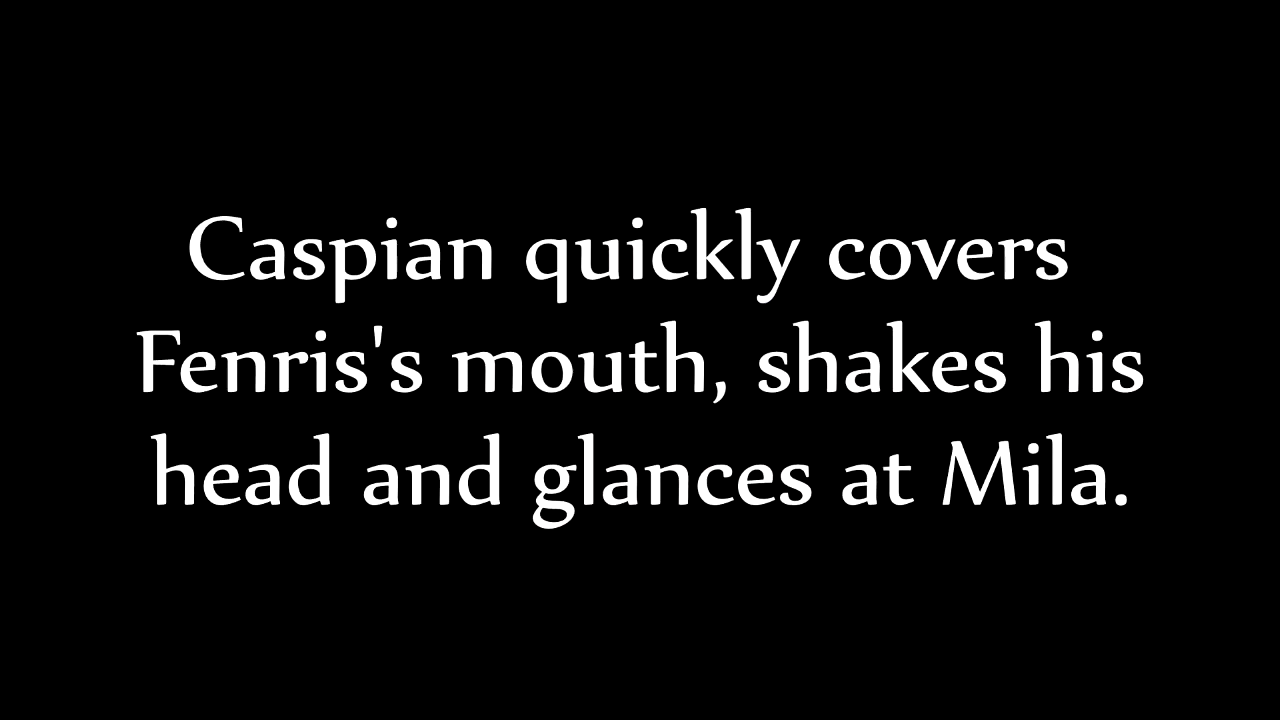 Caspian quickly covers
Fenris's mouth, shakes his
head and glances at Mila.